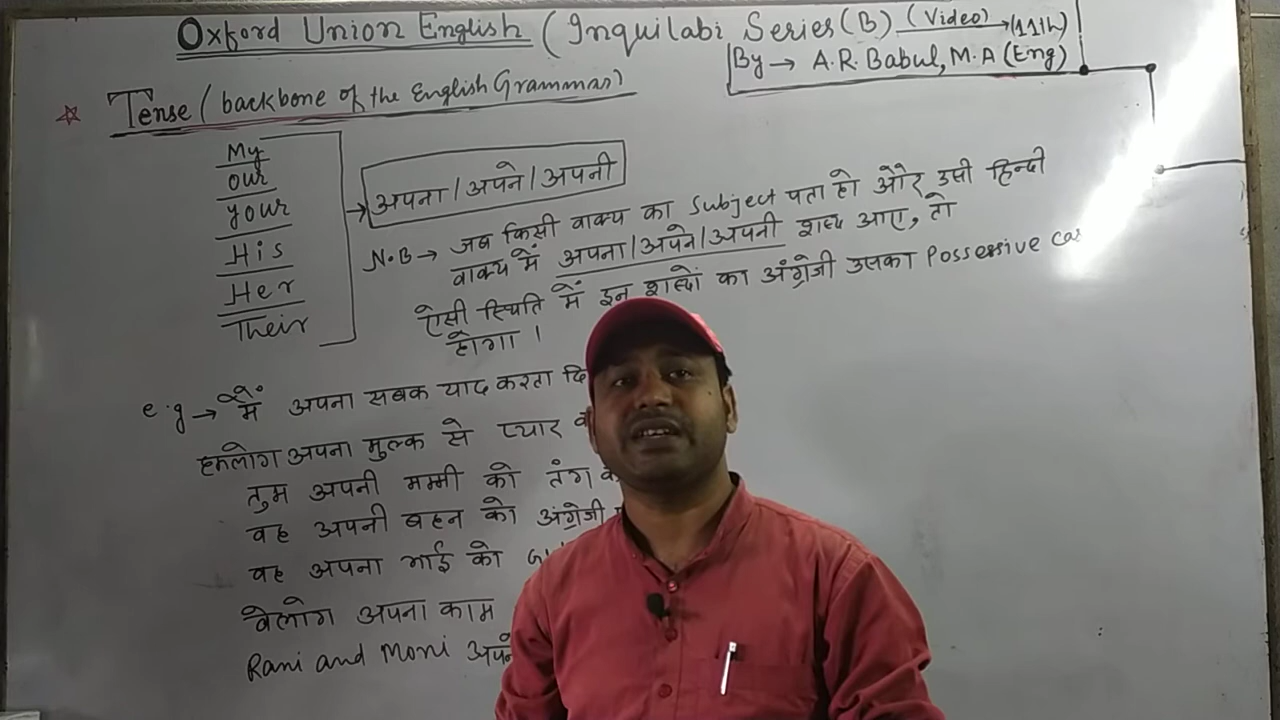 Oxford Union English (Inquilabi Series (B) (Video) → (11th)
By → A.R. Babul, M.A (Eng)
Tense (backbone of the English Grammar)
My
our
your
His
Her
Their
अपना / अपने / अपनी
N.B → जब किसी वाक्य का Subject पता हो और उसी हिन्दी
वाक्य में अपना/अपने/अपनी शब्द आए, तो
ऐसी स्थिति में इन शब्दों का अंग्रेजी उसका Possessive
होगा ।
e.g → मैं अपना सबक याद करता
हमलोग अपना मुल्क से प्यार
तुम अपनी मम्मी को तंग
वह अपनी बहन को अंग्रेजी
वह अपना भाई को
वेलोग अपना काम
Rani and Moni